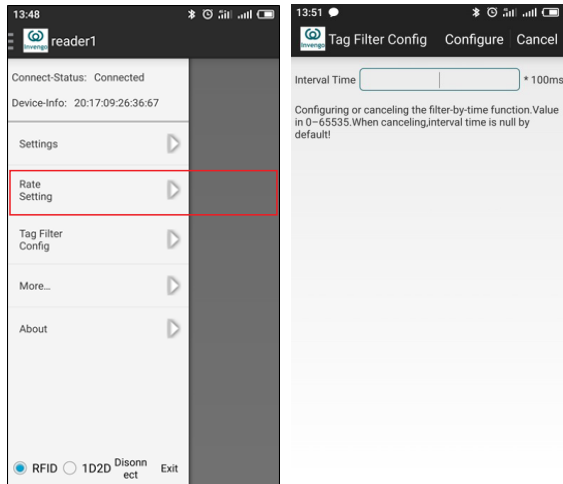 13:48
Invengo
reader1
Connect-Status: Connected
Device-Info: 20:17:09:26:36:67
Settings
Rate
Setting
Tag Filter
Config
More...
About
RFID 1D2D Disonn
ect Exit
13:51
Invengo
Tag Filter Config Configure Cancel
Interval Time * 100ms
Configuring or canceling the filter-by-time function.Value
in 0–65535.When canceling,interval time is null by
default!